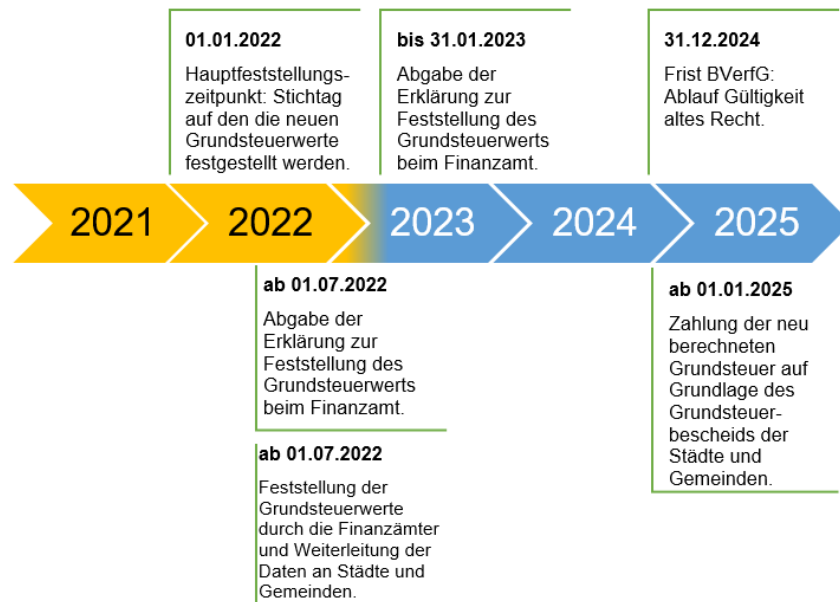 01.01.2022
Hauptfeststellungs-
zeitpunkt: Stichtag
auf den die neuen
Grundsteuerwerte
festgestellt werden.
bis 31.01.2023
Abgabe der
Erklärung zur
Feststellung des
Grundsteuerwerts
beim Finanzamt.
31.12.2024
Frist BVerfG:
Ablauf Gültigkeit
altes Recht.
2021
2022
2023
2024
2025
ab 01.07.2022
Abgabe der
Erklärung zur
Feststellung des
Grundsteuerwerts
beim Finanzamt.
ab 01.07.2022
Feststellung der
Grundsteuerwerte
durch die Finanzämter
und Weiterleitung der
Daten an Städte und
Gemeinden.
ab 01.01.2025
Zahlung der neu
berechneten
Grundsteuer auf
Grundlage des
Grundsteuer-
bescheids der
Städte und
Gemeinden.